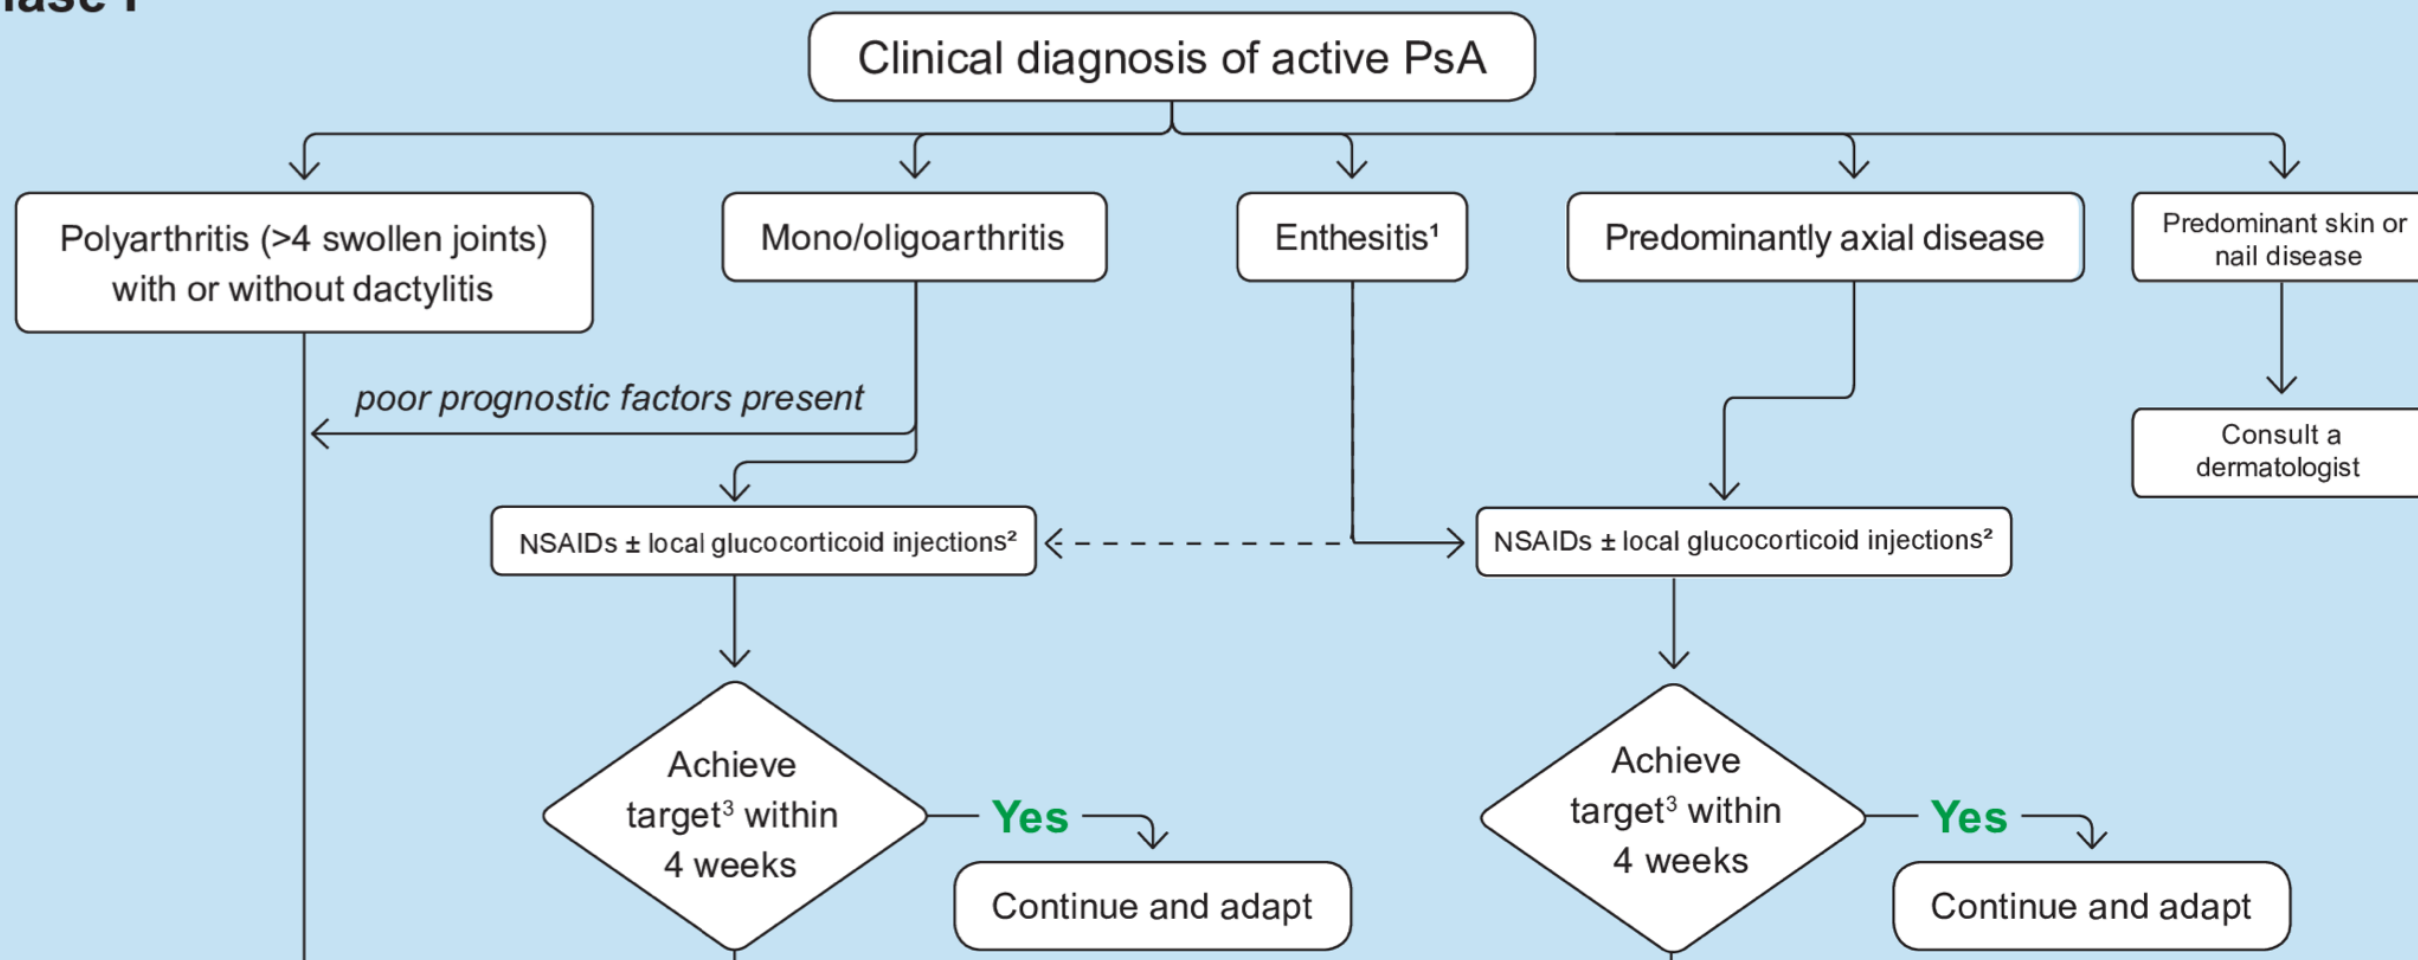 Clinical diagnosis of active PsA
Polyarthritis (>4 swollen joints)
with or without dactylitis
Mono/oligoarthritis
Enthesitis¹
Predominantly axial disease
Predominant skin or
nail disease
poor prognostic factors present
Consult a
dermatologist
NSAIDs ± local glucocorticoid injections²
NSAIDs ± local glucocorticoid injections²
Achieve
target³ within
4 weeks
Yes
Continue and adapt
Achieve
target³ within
4 weeks
Yes
Continue and adapt